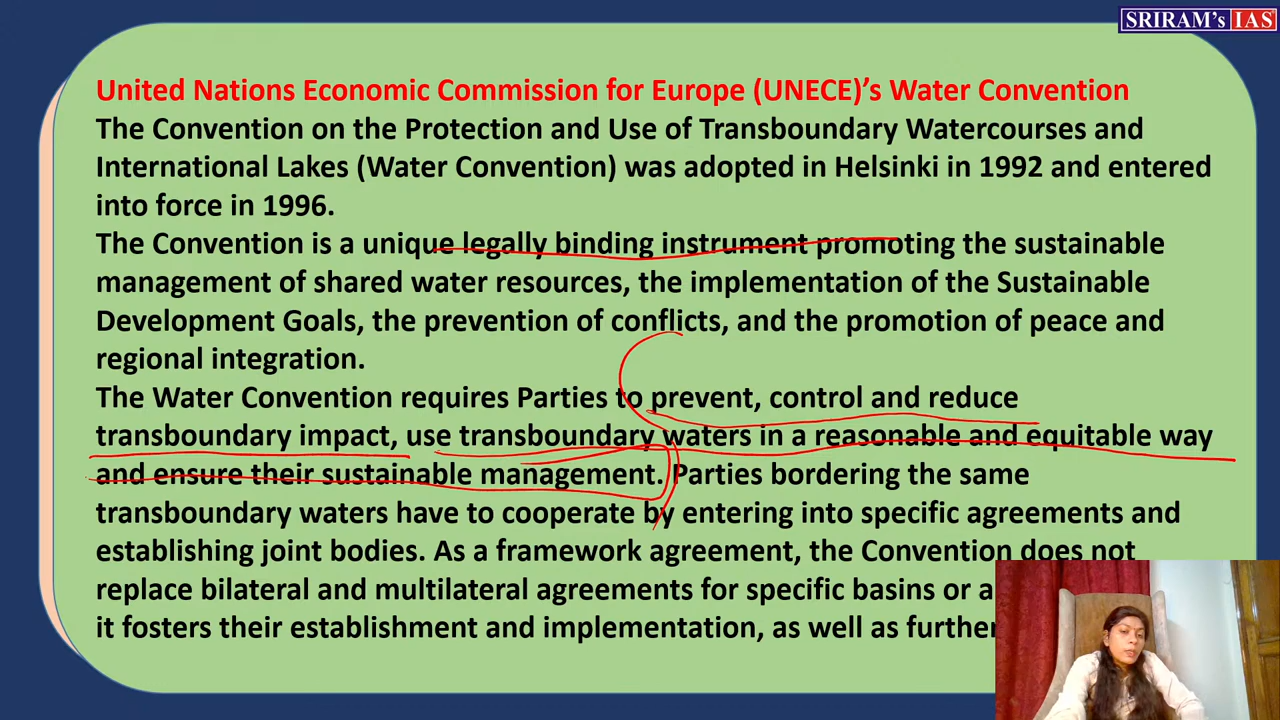 SRIRAM's IAS
United Nations Economic Commission for Europe (UNECE)’s Water Convention
The Convention on the Protection and Use of Transboundary Watercourses and
International Lakes (Water Convention) was adopted in Helsinki in 1992 and entered
into force in 1996.
The Convention is a unique legally binding instrument promoting the sustainable
management of shared water resources, the implementation of the Sustainable
Development Goals, the prevention of conflicts, and the promotion of peace and
regional integration.
The Water Convention requires Parties to prevent, control and reduce
transboundary impact, use transboundary waters in a reasonable and equitable way
and ensure their sustainable management. Parties bordering the same
transboundary waters have to cooperate by entering into specific agreements and
establishing joint bodies. As a framework agreement, the Convention does not
replace bilateral and multilateral agreements for specific basins or
it fosters their establishment and implementation, as well as further